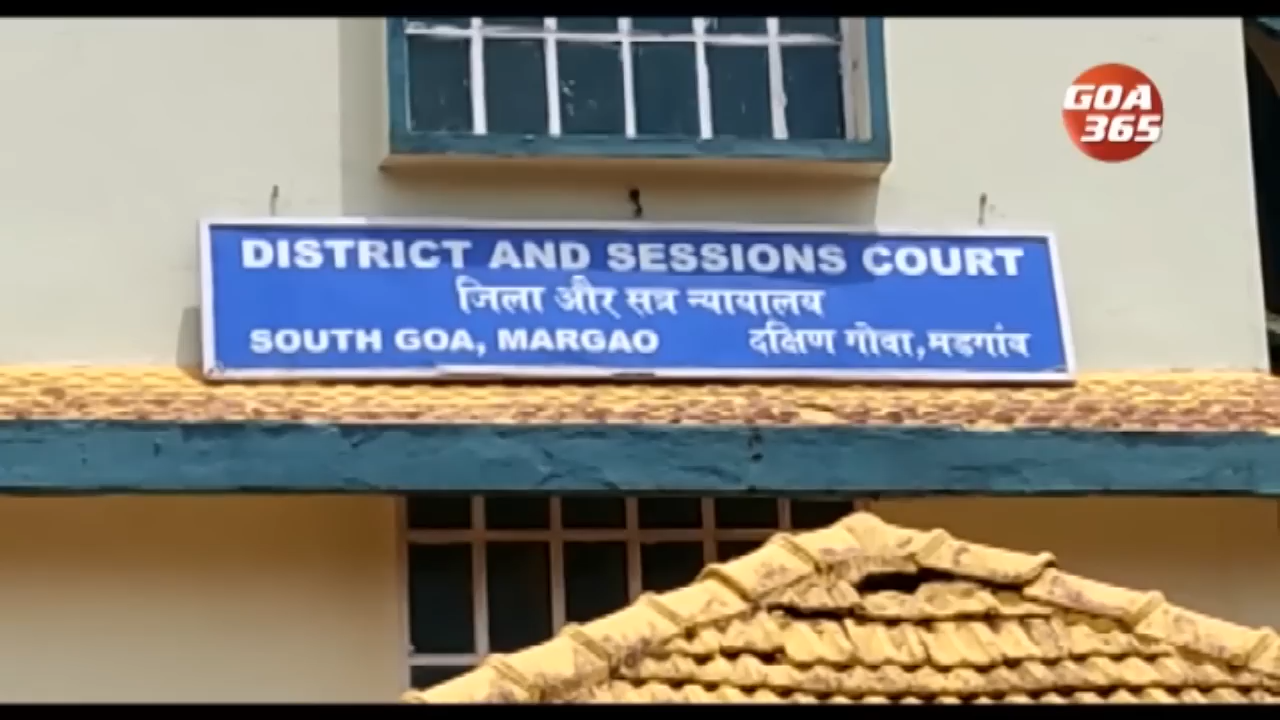 GOA
365
DISTRICT AND SESSIONS COURT
जिला और सत्र न्यायालय
SOUTH GOA, MARGAO दक्षिण गोवा, मडगांव